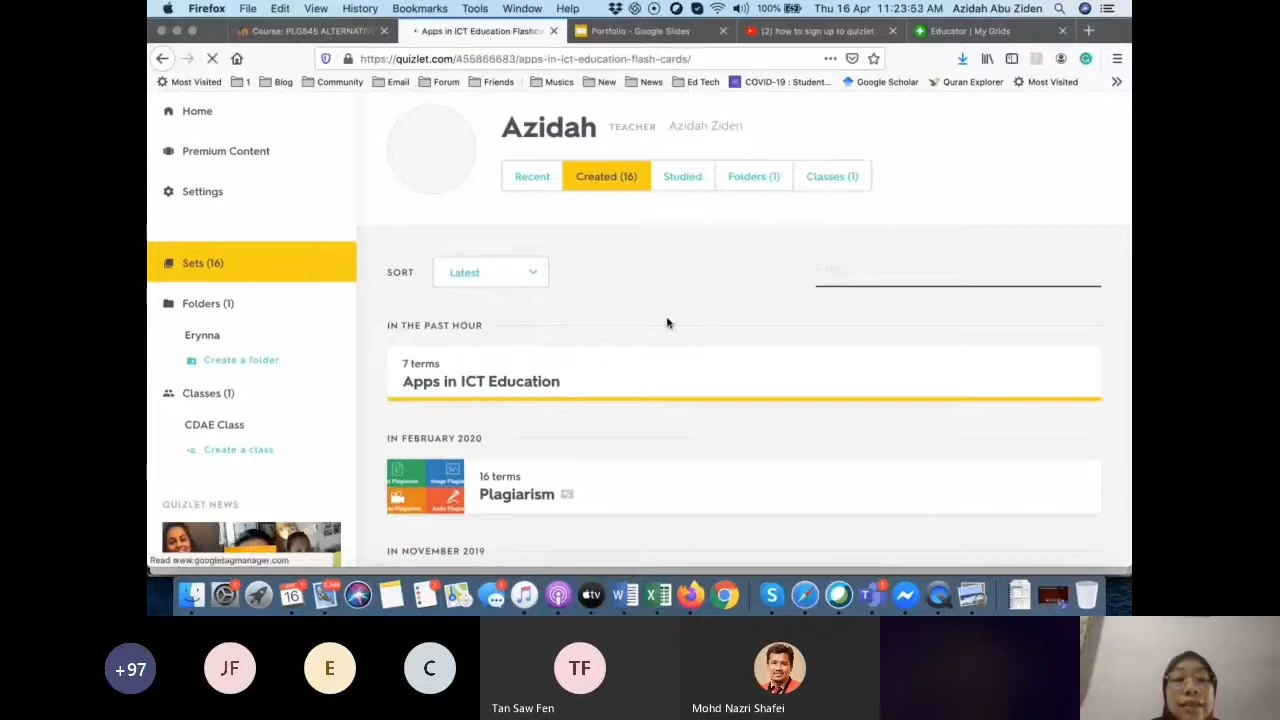 Firefox File Edit View History Bookmarks Tools Window Help 100% Thu 16 Apr 11:23:53 AM Azidah Abu Ziden
Course: PLG545 ALTERNATIV Apps in ICT Education Flashc Portfolio - Google Slides (2) how to sign up to quizlet Educator | My Grids
https://quizlet.com/455866683/apps-in-ict-education-flash-cards/
Most Visited 1 Blog Community Email Forum Friends Musics New News Ed Tech COVID-19 : Student... Google Scholar Quran Explorer Most Visited
Home
Premium Content
Settings
Sets (16)
Folders (1)
Erynna
Create a folder
Classes (1)
CDAE Class
Create a class
QUIZLET NEWS
Read www.googletagmanager.com
Azidah TEACHER Azidah Ziden
Recent Created (16) Studied Folders (1) Classes (1)
SORT Latest
IN THE PAST HOUR
7 terms
Apps in ICT Education
IN FEBRUARY 2020
16 terms
Plagiarism
IN NOVEMBER 2019
+97 JF E C TF
Tan Saw Fen Mohd Nazri Shafei